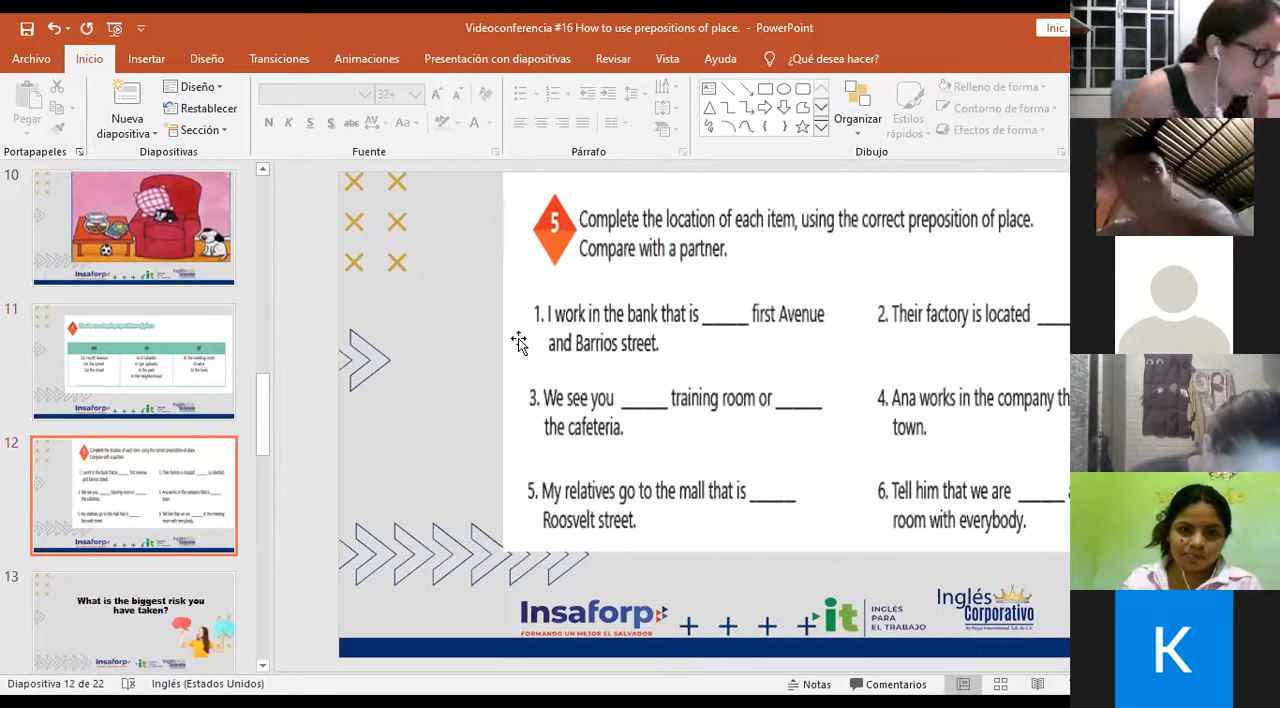 Videoconferencia #16 How to use prepositions of place. - PowerPoint
Inic.
Archivo Inicio Insertar Diseño Transiciones Animaciones Presentación con diapositivas Revisar Vista Ayuda ¿Qué desea hacer?
Pegar
Nueva diapositiva
Diseño
Restablecer
Sección
32+
N K S S abc AV Aa A
Organizar
Estilos rápidos
Relleno de forma
Contorno de forma
Efectos de forma
Portapapeles Diapositivas Fuente Párrafo Dibujo
10
11
12
13
What is the biggest risk you have taken?
5
Complete the location of each item, using the correct preposition of place.
Compare with a partner.
1. I work in the bank that is _____ first Avenue
and Barrios street.
2. Their factory is located
3. We see you _____ training room or _____
the cafeteria.
4. Ana works in the company th
town.
5. My relatives go to the mall that is _____
Roosvelt street.
6. Tell him that we are _____
room with everybody.
Insaforp
FORMANDO UN MEJOR EL SALVADOR
it
INGLÉS
PARA
EL TRABAJO
Inglés
Corporativo
K
Diapositiva 12 de 22 Inglés (Estados Unidos) Notas Comentarios